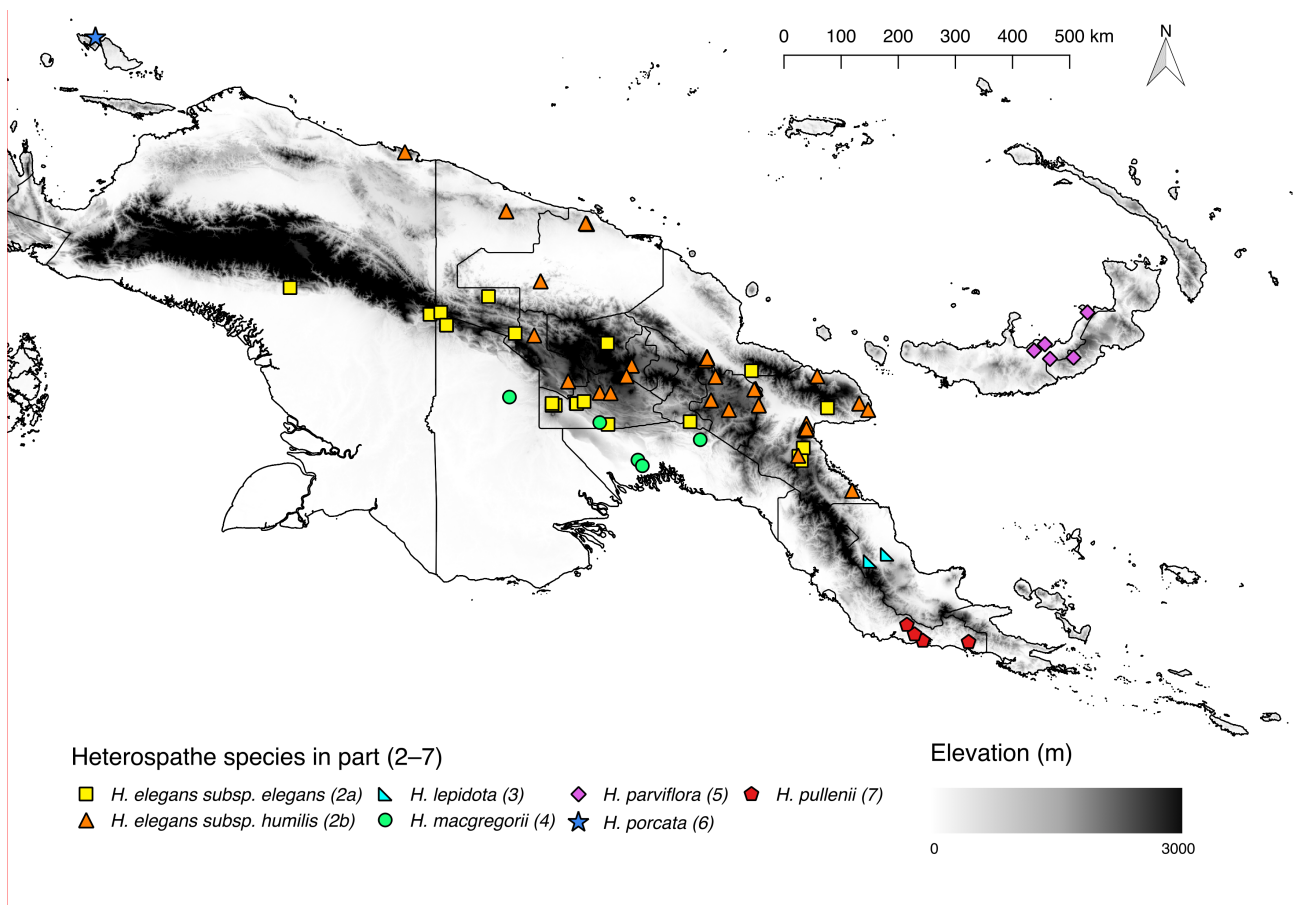 0 100 200 300 400 500 km
N
Heterospathe species in part (2–7)
H. elegans subsp. elegans (2a)
H. lepidota (3)
H. parviflora (5)
H. pullenii (7)
H. elegans subsp. humilis (2b)
H. macgregorii (4)
H. porcata (6)
Elevation (m)
0 3000